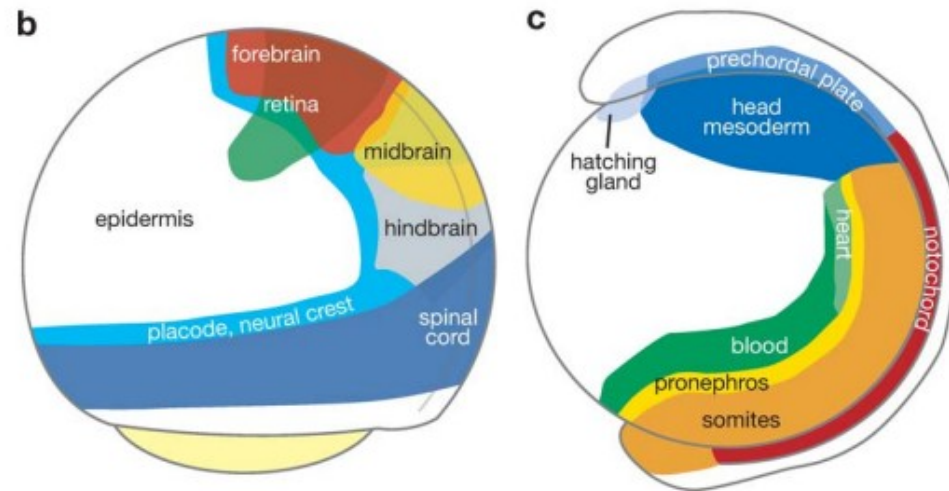 b
forebrain
retina
midbrain
epidermis
hindbrain
placode, neural crest
spinal
cord
c
prechordal plate
head
mesoderm
hatching
gland
heart
notochord
blood
pronephros
somites